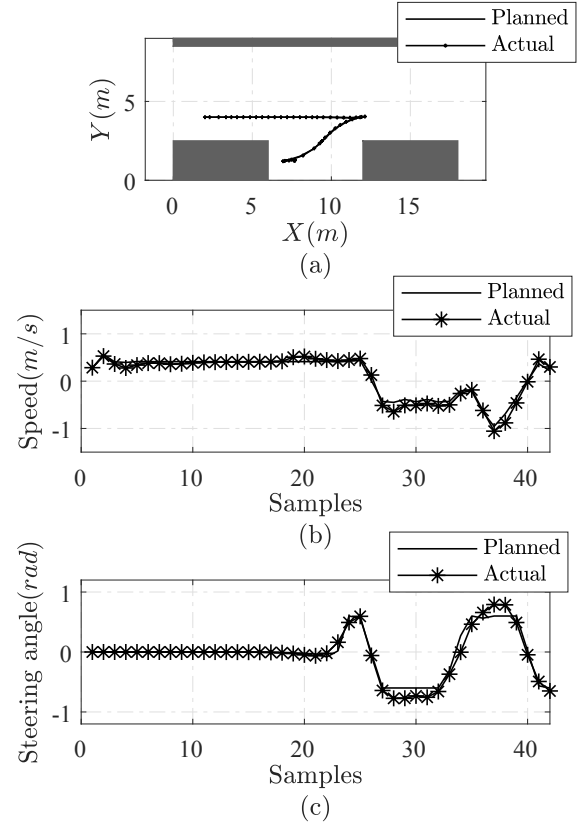 Planned
Actual
Y(m)
5
0
0 5 10 15
X(m)
(a)
Planned
Actual
Speed(m/s)
1
0
-1
0 10 20 30 40
Samples
(b)
Planned
Actual
Steering angle(rad)
1
0
-1
0 10 20 30 40
Samples
(c)